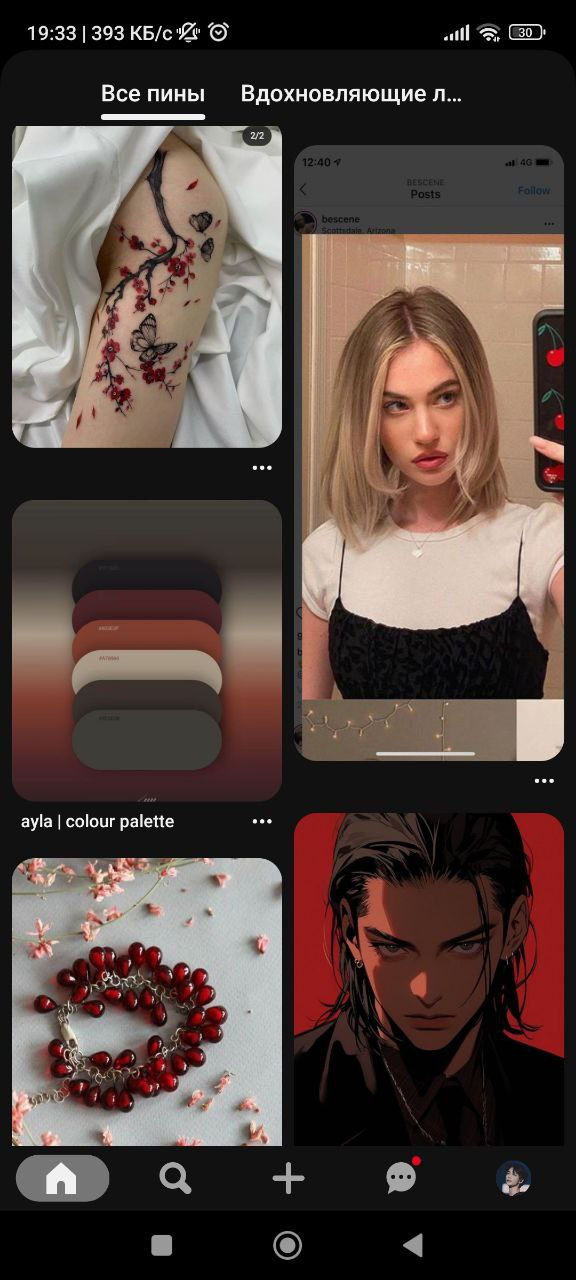 19:33 | 393 КБ/с
30
Все пины
Вдохновляющие л...
2/2
12:40
4G
BESCENE
Posts
Follow
bescene
Scottsdale, Arizona
ayla | colour palette